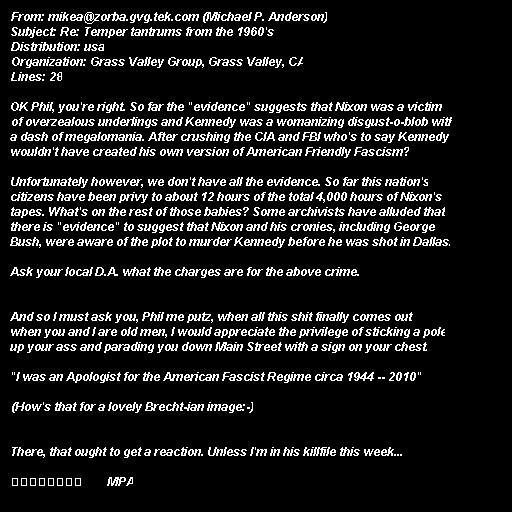 From: mikea@zorba.gvg.tek.com (Michael P. Anderson)
Subject: Re: Temper tantrums from the 1960's
Distribution: usa
Organization: Grass Valley Group, Grass Valley, CA
Lines: 28

OK Phil, you're right. So far the "evidence" suggests that Nixon was a victim
of overzealous underlings and Kennedy was a womanizing disgust-o-blob with
a dash of megalomania. After crushing the CIA and FBI who's to say Kennedy
wouldn't have created his own version of American Friendly Fascism?

Unfortunately however, we don't have all the evidence. So far this nation's
citizens have been privy to about 12 hours of the total 4,000 hours of Nixon's
tapes. What's on the rest of those babies? Some archivists have alluded that
there is "evidence" to suggest that Nixon and his cronies, including George
Bush, were aware of the plot to murder Kennedy before he was shot in Dallas.

Ask your local D.A. what the charges are for the above crime.

And so I must ask you, Phil me putz, when all this shit finally comes out
when you and I are old men, I would appreciate the privilege of sticking a pole
up your ass and parading you down Main Street with a sign on your chest

"I was an Apologist for the American Fascist Regime circa 1944 -- 2010"

(How's that for a lovely Brecht-ian image:-)

There, that ought to get a reaction. Unless I'm in his killfile this week...

MPA